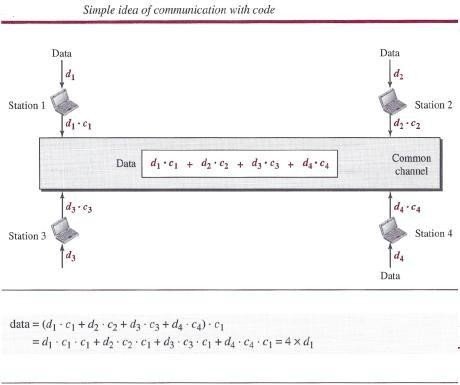 Simple idea of communication with code
Data
Data
d₁
d₂
Station 1
Station 2
d₁ · c₁
d₂ · c₂
Data
d₁ · c₁ + d₂ · c₂ + d₃ · c₃ + d₄ · c₄
Common
channel
d₃ · c₃
d₄ · c₄
Station 3
Station 4
d₃
d₄
Data
data = (d₁ · c₁ + d₂ · c₂ + d₃ · c₃ + d₄ · c₄) · c₁
= d₁ · c₁ · c₁ + d₂ · c₂ · c₁ + d₃ · c₃ · c₁ + d₄ · c₄ · c₁ = 4 × d₁